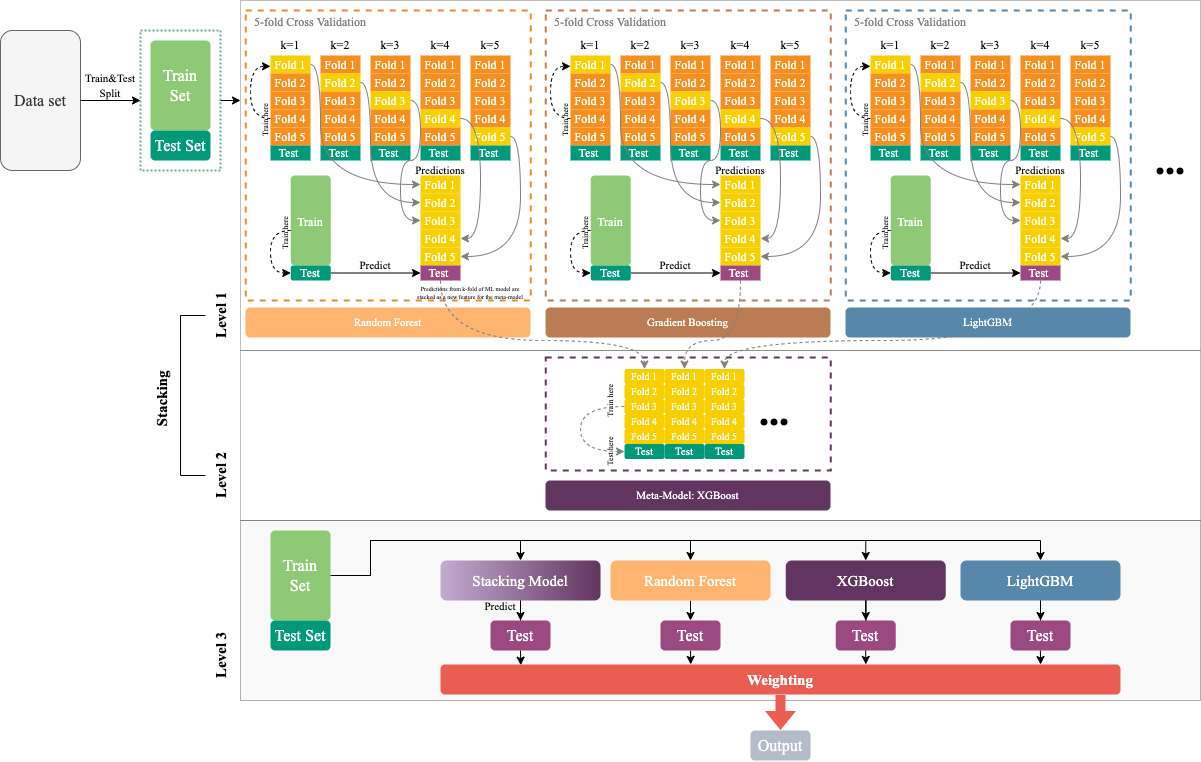 Data set
Train&Test
Split
Train
Set
Test Set
5-fold Cross Validation
k=1 k=2 k=3 k=4 k=5
Fold 1 Fold 1 Fold 1 Fold 1 Fold 1
Fold 2 Fold 2 Fold 2 Fold 2 Fold 2
Fold 3 Fold 3 Fold 3 Fold 3 Fold 3
Fold 4 Fold 4 Fold 4 Fold 4 Fold 4
Fold 5 Fold 5 Fold 5 Fold 5 Fold 5
Test Test Test Test Test
Train here
Predictions
Fold 1
Fold 2
Fold 3
Fold 4
Fold 5
Test
Train
Test
Train here
Predict
Predictions from k-fold of ML model are
stacked as a new feature for the meta-model
Random Forest
5-fold Cross Validation
k=1 k=2 k=3 k=4 k=5
Fold 1 Fold 1 Fold 1 Fold 1 Fold 1
Fold 2 Fold 2 Fold 2 Fold 2 Fold 2
Fold 3 Fold 3 Fold 3 Fold 3 Fold 3
Fold 4 Fold 4 Fold 4 Fold 4 Fold 4
Fold 5 Fold 5 Fold 5 Fold 5 Fold 5
Test Test Test Test Test
Train here
Predictions
Fold 1
Fold 2
Fold 3
Fold 4
Fold 5
Test
Train
Test
Train here
Predict
Gradient Boosting
5-fold Cross Validation
k=1 k=2 k=3 k=4 k=5
Fold 1 Fold 1 Fold 1 Fold 1 Fold 1
Fold 2 Fold 2 Fold 2 Fold 2 Fold 2
Fold 3 Fold 3 Fold 3 Fold 3 Fold 3
Fold 4 Fold 4 Fold 4 Fold 4 Fold 4
Fold 5 Fold 5 Fold 5 Fold 5 Fold 5
Test Test Test Test Test
Train here
Predictions
Fold 1
Fold 2
Fold 3
Fold 4
Fold 5
Test
Train
Test
Train here
Predict
LightGBM
Level 1
Stacking
Level 2
Fold 1 Fold 1 Fold 1
Fold 2 Fold 2 Fold 2
Fold 3 Fold 3 Fold 3
Fold 4 Fold 4 Fold 4
Fold 5 Fold 5 Fold 5
Test Test Test
Train here
Test here
Meta-Model: XGBoost
Level 3
Train
Set
Test Set
Stacking Model Random Forest XGBoost LightGBM
Predict
Test Test Test Test
Weighting
Output